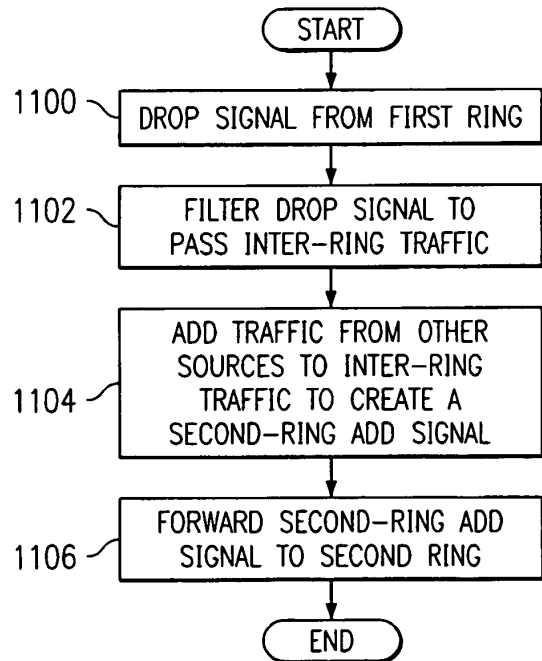 START
1100
DROP SIGNAL FROM FIRST RING
1102
FILTER DROP SIGNAL TO
PASS INTER-RING TRAFFIC
1104
ADD TRAFFIC FROM OTHER
SOURCES TO INTER-RING
TRAFFIC TO CREATE A
SECOND-RING ADD SIGNAL
1106
FORWARD SECOND-RING ADD
SIGNAL TO SECOND RING
END